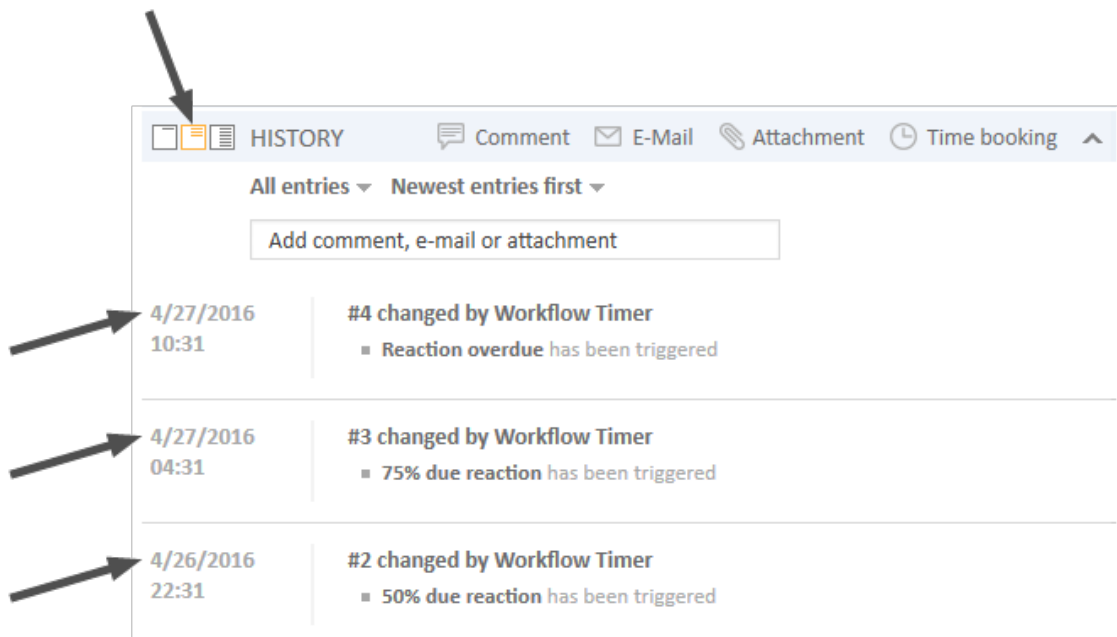 HISTORY Comment E-Mail Attachment Time booking
All entries Newest entries first
Add comment, e-mail or attachment
4/27/2016 #4 changed by Workflow Timer
10:31 Reaction overdue has been triggered
4/27/2016 #3 changed by Workflow Timer
04:31 75% due reaction has been triggered
4/26/2016 #2 changed by Workflow Timer
22:31 50% due reaction has been triggered